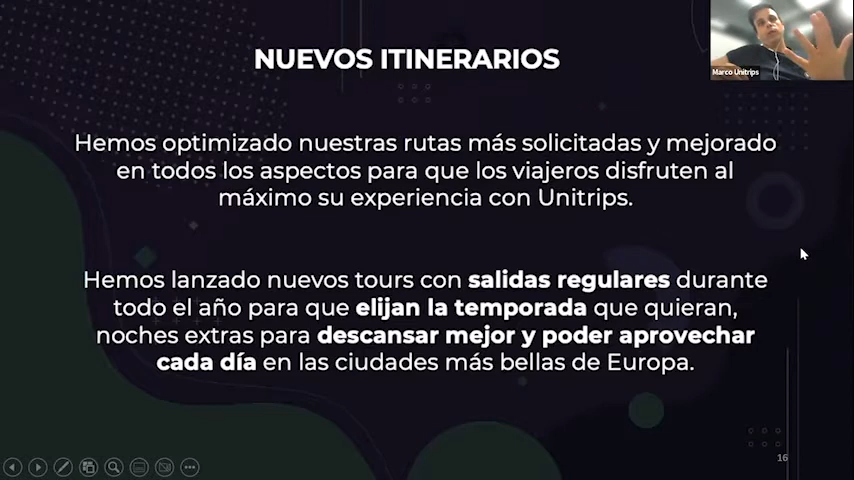 NUEVOS ITINERARIOS
Marco Unitrips
Hemos optimizado nuestras rutas más solicitadas y mejorado
en todos los aspectos para que los viajeros disfruten al
máximo su experiencia con Unitrips.
Hemos lanzado nuevos tours con salidas regulares durante
todo el año para que elijan la temporada que quieran,
noches extras para descansar mejor y poder aprovechar
cada día en las ciudades más bellas de Europa.
16